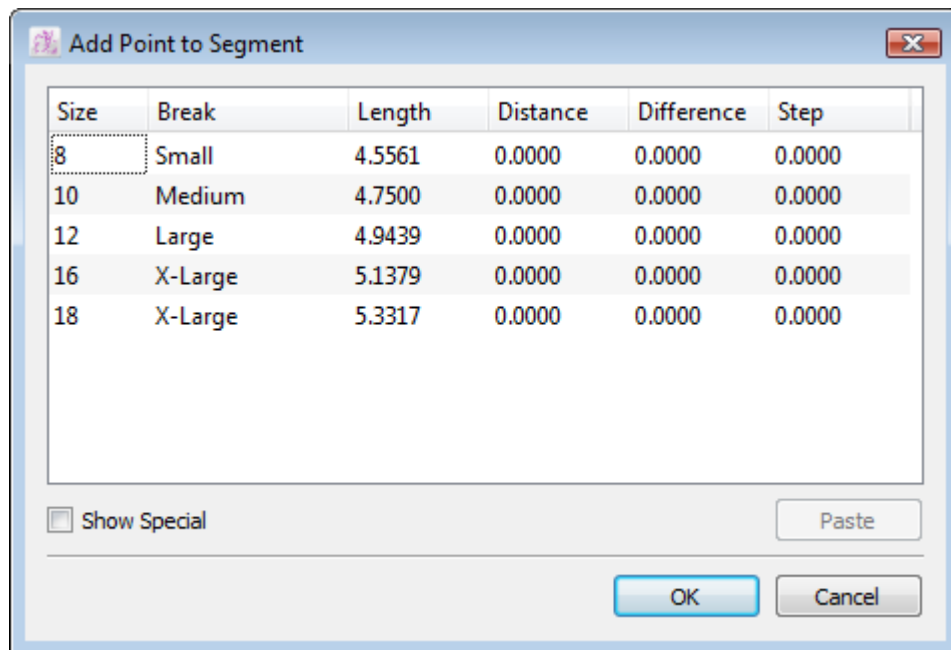 Add Point to Segment
Size Break Length Distance Difference Step
8 Small 4.5561 0.0000 0.0000 0.0000
10 Medium 4.7500 0.0000 0.0000 0.0000
12 Large 4.9439 0.0000 0.0000 0.0000
16 X-Large 5.1379 0.0000 0.0000 0.0000
18 X-Large 5.3317 0.0000 0.0000 0.0000
Show Special Paste
OK Cancel